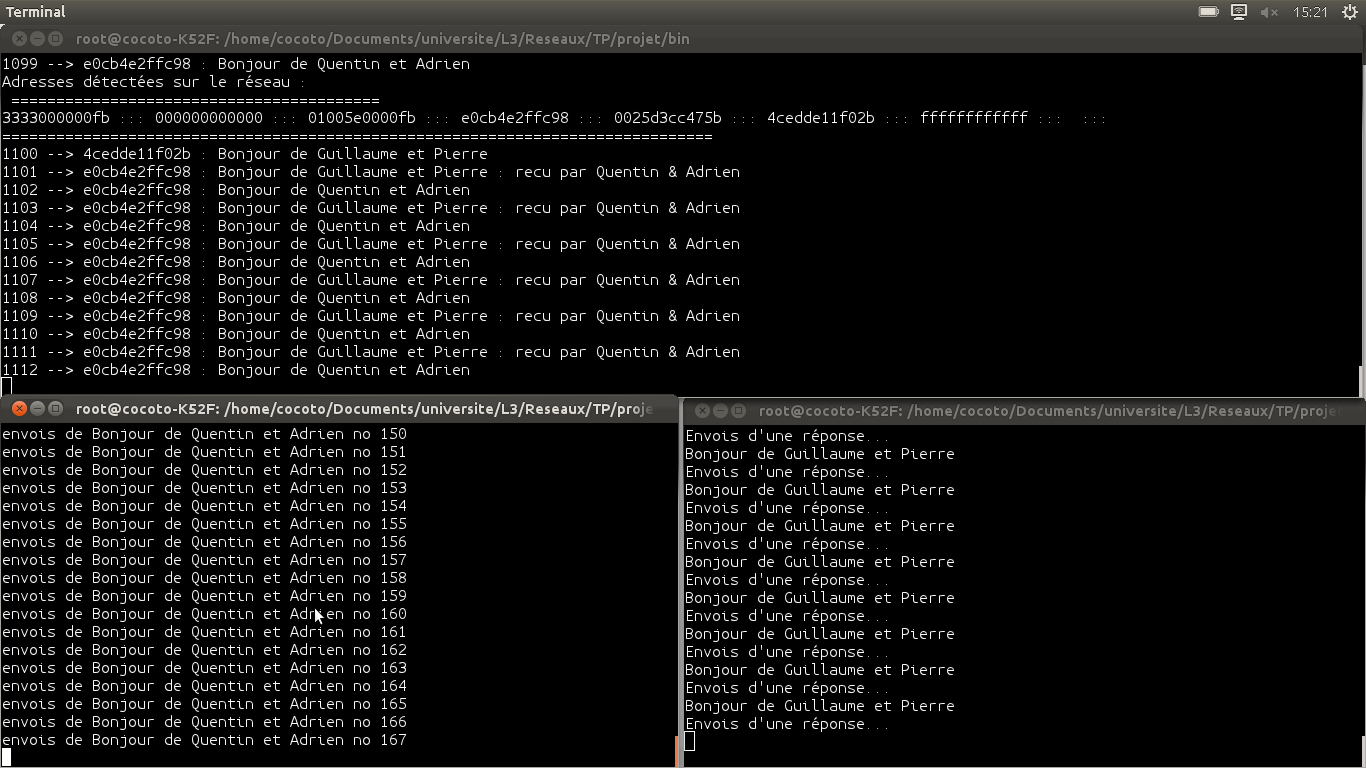 Terminal 15:21
root@cocoto-K52F: /home/cocoto/Documents/universite/L3/Reseaux/TP/projet/bin
1099 --> e0cb4e2ffc98 : Bonjour de Quentin et Adrien
Adresses détectées sur le réseau :
=========================================
3333000000fb ::: 000000000000 ::: 01005e0000fb ::: e0cb4e2ffc98 ::: 0025d3cc475b ::: 4cedde11f02b ::: ffffffffffff :::  :::
===============================================================================
1100 --> 4cedde11f02b : Bonjour de Guillaume et Pierre
1101 --> e0cb4e2ffc98 : Bonjour de Guillaume et Pierre : recu par Quentin & Adrien
1102 --> e0cb4e2ffc98 : Bonjour de Quentin et Adrien
1103 --> e0cb4e2ffc98 : Bonjour de Guillaume et Pierre : recu par Quentin & Adrien
1104 --> e0cb4e2ffc98 : Bonjour de Quentin et Adrien
1105 --> e0cb4e2ffc98 : Bonjour de Guillaume et Pierre : recu par Quentin & Adrien
1106 --> e0cb4e2ffc98 : Bonjour de Quentin et Adrien
1107 --> e0cb4e2ffc98 : Bonjour de Guillaume et Pierre : recu par Quentin & Adrien
1108 --> e0cb4e2ffc98 : Bonjour de Quentin et Adrien
1109 --> e0cb4e2ffc98 : Bonjour de Guillaume et Pierre : recu par Quentin & Adrien
1110 --> e0cb4e2ffc98 : Bonjour de Quentin et Adrien
1111 --> e0cb4e2ffc98 : Bonjour de Guillaume et Pierre : recu par Quentin & Adrien
1112 --> e0cb4e2ffc98 : Bonjour de Quentin et Adrien
root@cocoto-K52F: /home/cocoto/Documents/universite/L3/Reseaux/TP/proje
envois de Bonjour de Quentin et Adrien no 150
envois de Bonjour de Quentin et Adrien no 151
envois de Bonjour de Quentin et Adrien no 152
envois de Bonjour de Quentin et Adrien no 153
envois de Bonjour de Quentin et Adrien no 154
envois de Bonjour de Quentin et Adrien no 155
envois de Bonjour de Quentin et Adrien no 156
envois de Bonjour de Quentin et Adrien no 157
envois de Bonjour de Quentin et Adrien no 158
envois de Bonjour de Quentin et Adrien no 159
envois de Bonjour de Quentin et Adrien no 160
envois de Bonjour de Quentin et Adrien no 161
envois de Bonjour de Quentin et Adrien no 162
envois de Bonjour de Quentin et Adrien no 163
envois de Bonjour de Quentin et Adrien no 164
envois de Bonjour de Quentin et Adrien no 165
envois de Bonjour de Quentin et Adrien no 166
envois de Bonjour de Quentin et Adrien no 167
root@cocoto-K52F: /home/cocoto/Documents/universite/L3/Reseaux/TP/proje
Envois d'une réponse...
Bonjour de Guillaume et Pierre
Envois d'une réponse...
Bonjour de Guillaume et Pierre
Envois d'une réponse...
Bonjour de Guillaume et Pierre
Envois d'une réponse...
Bonjour de Guillaume et Pierre
Envois d'une réponse...
Bonjour de Guillaume et Pierre
Envois d'une réponse...
Bonjour de Guillaume et Pierre
Envois d'une réponse...
Bonjour de Guillaume et Pierre
Envois d'une réponse...
Bonjour de Guillaume et Pierre
Envois d'une réponse...